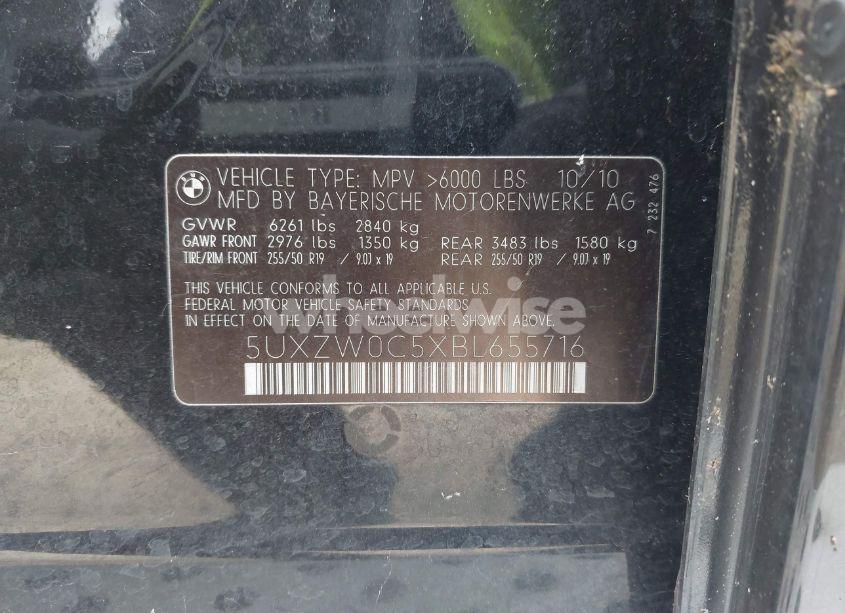 VEHICLE TYPE: MPV >6000 LBS 10/10
MFD BY BAYERISCHE MOTORENWERKE AG
GVWR 6261 lbs 2840 kg
GAWR FRONT 2976 lbs 1350 kg REAR 3483 lbs 1580 kg
TIRE/RIM FRONT 255/50 R19 / 9.0J x 19 REAR 255/50 R19 / 9.0J x 19
THIS VEHICLE CONFORMS TO ALL APPLICABLE U.S.
FEDERAL MOTOR VEHICLE SAFETY STANDARDS
IN EFFECT ON THE DATE OF MANUFACTURE SHOWN ABOVE.
5UXZW0C5XBL655716
7 232 476
wheelwise